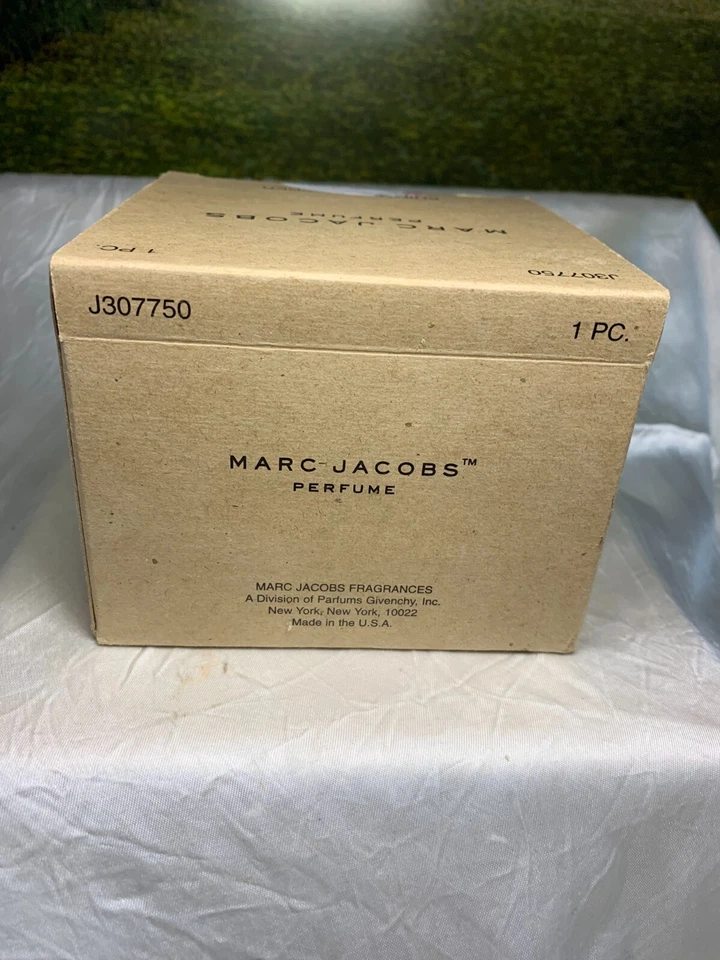 MARC JACOBS
PERFUME
1 PC.
J307750
J307750
1 PC.
MARC JACOBS™
PERFUME
MARC JACOBS FRAGRANCES
A Division of Parfums Givenchy, Inc.
New York, New York, 10022
Made in the U.S.A.